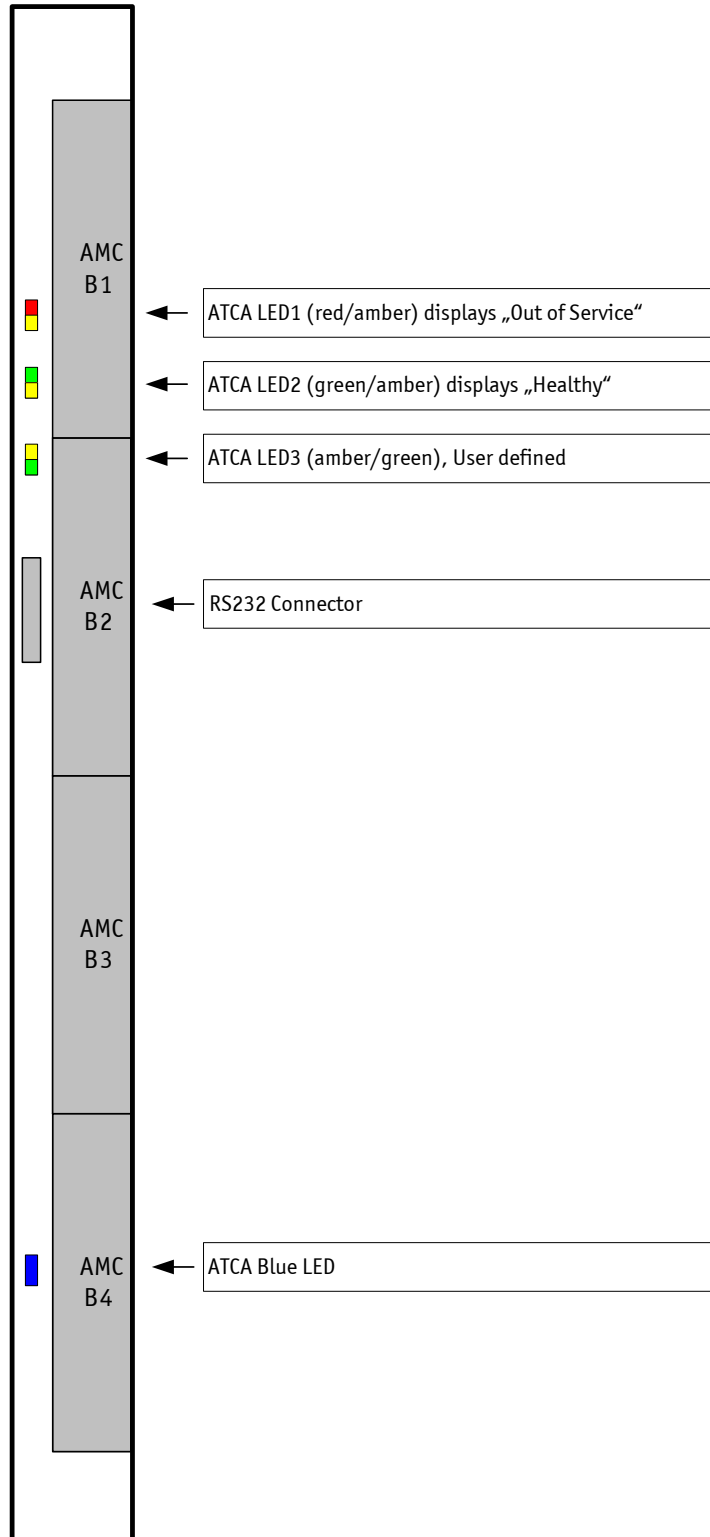 AMC
B1
ATCA LED1 (red/amber) displays „Out of Service“
ATCA LED2 (green/amber) displays „Healthy“
ATCA LED3 (amber/green), User defined
AMC
B2
RS232 Connector
AMC
B3
AMC
B4
ATCA Blue LED